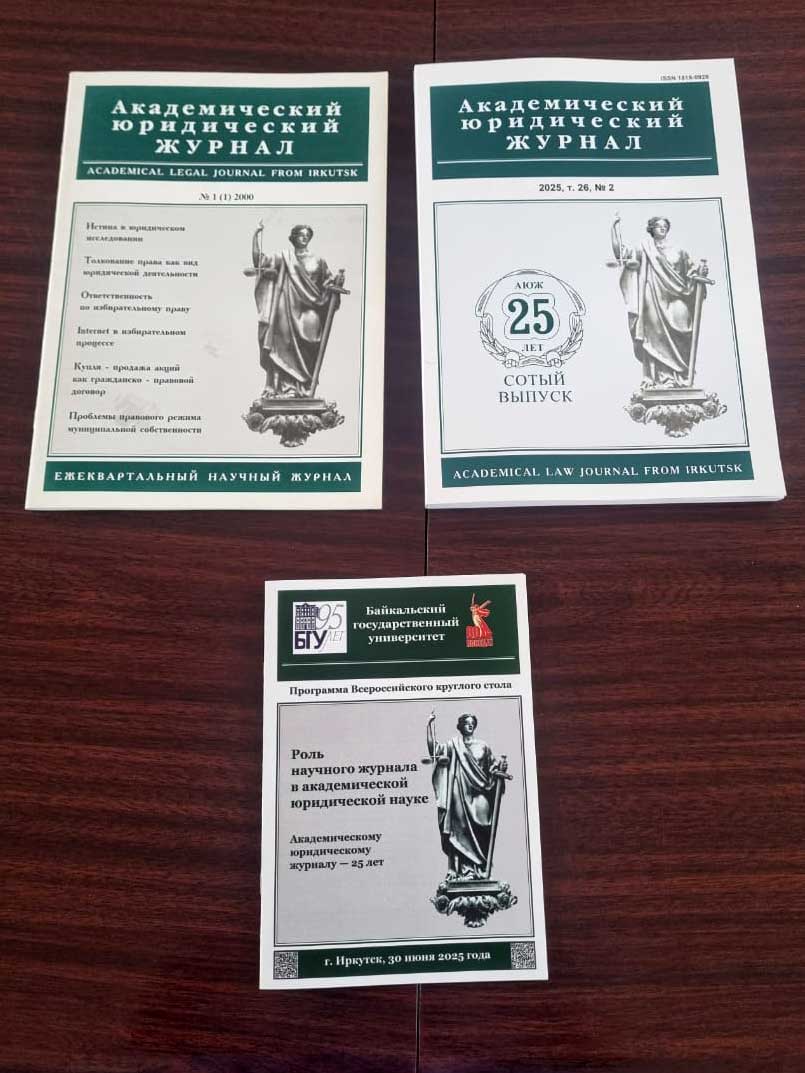 Академический
юридический
ЖУРНАЛ
ACADEMICAL LEGAL JOURNAL FROM IRKUTSK
№ 1 (1) 2000
Истина в юридическом
исследовании
Толкование права как вид
юридической деятельности
Ответственность
по избирательному праву
Internet в избирательном
процессе
Купля - продажа акций
как гражданско - правовой
договор
Проблемы правового режима
муниципальной собственности
ЕЖЕКВАРТАЛЬНЫЙ НАУЧНЫЙ ЖУРНАЛ
ISSN 1819-0928
Академический
юридический
ЖУРНАЛ
2025, т. 26, № 2
АЮЖ
25
ЛЕТ
СОТЫЙ
ВЫПУСК
ACADEMICAL LAW JOURNAL FROM IRKUTSK
95
БГУ ЛЕТ
Байкальский
государственный
университет
Программа Всероссийского круглого стола
Роль
научного журнала
в академической
юридической науке
Академическому
юридическому
журналу — 25 лет
г. Иркутск, 30 июня 2025 года